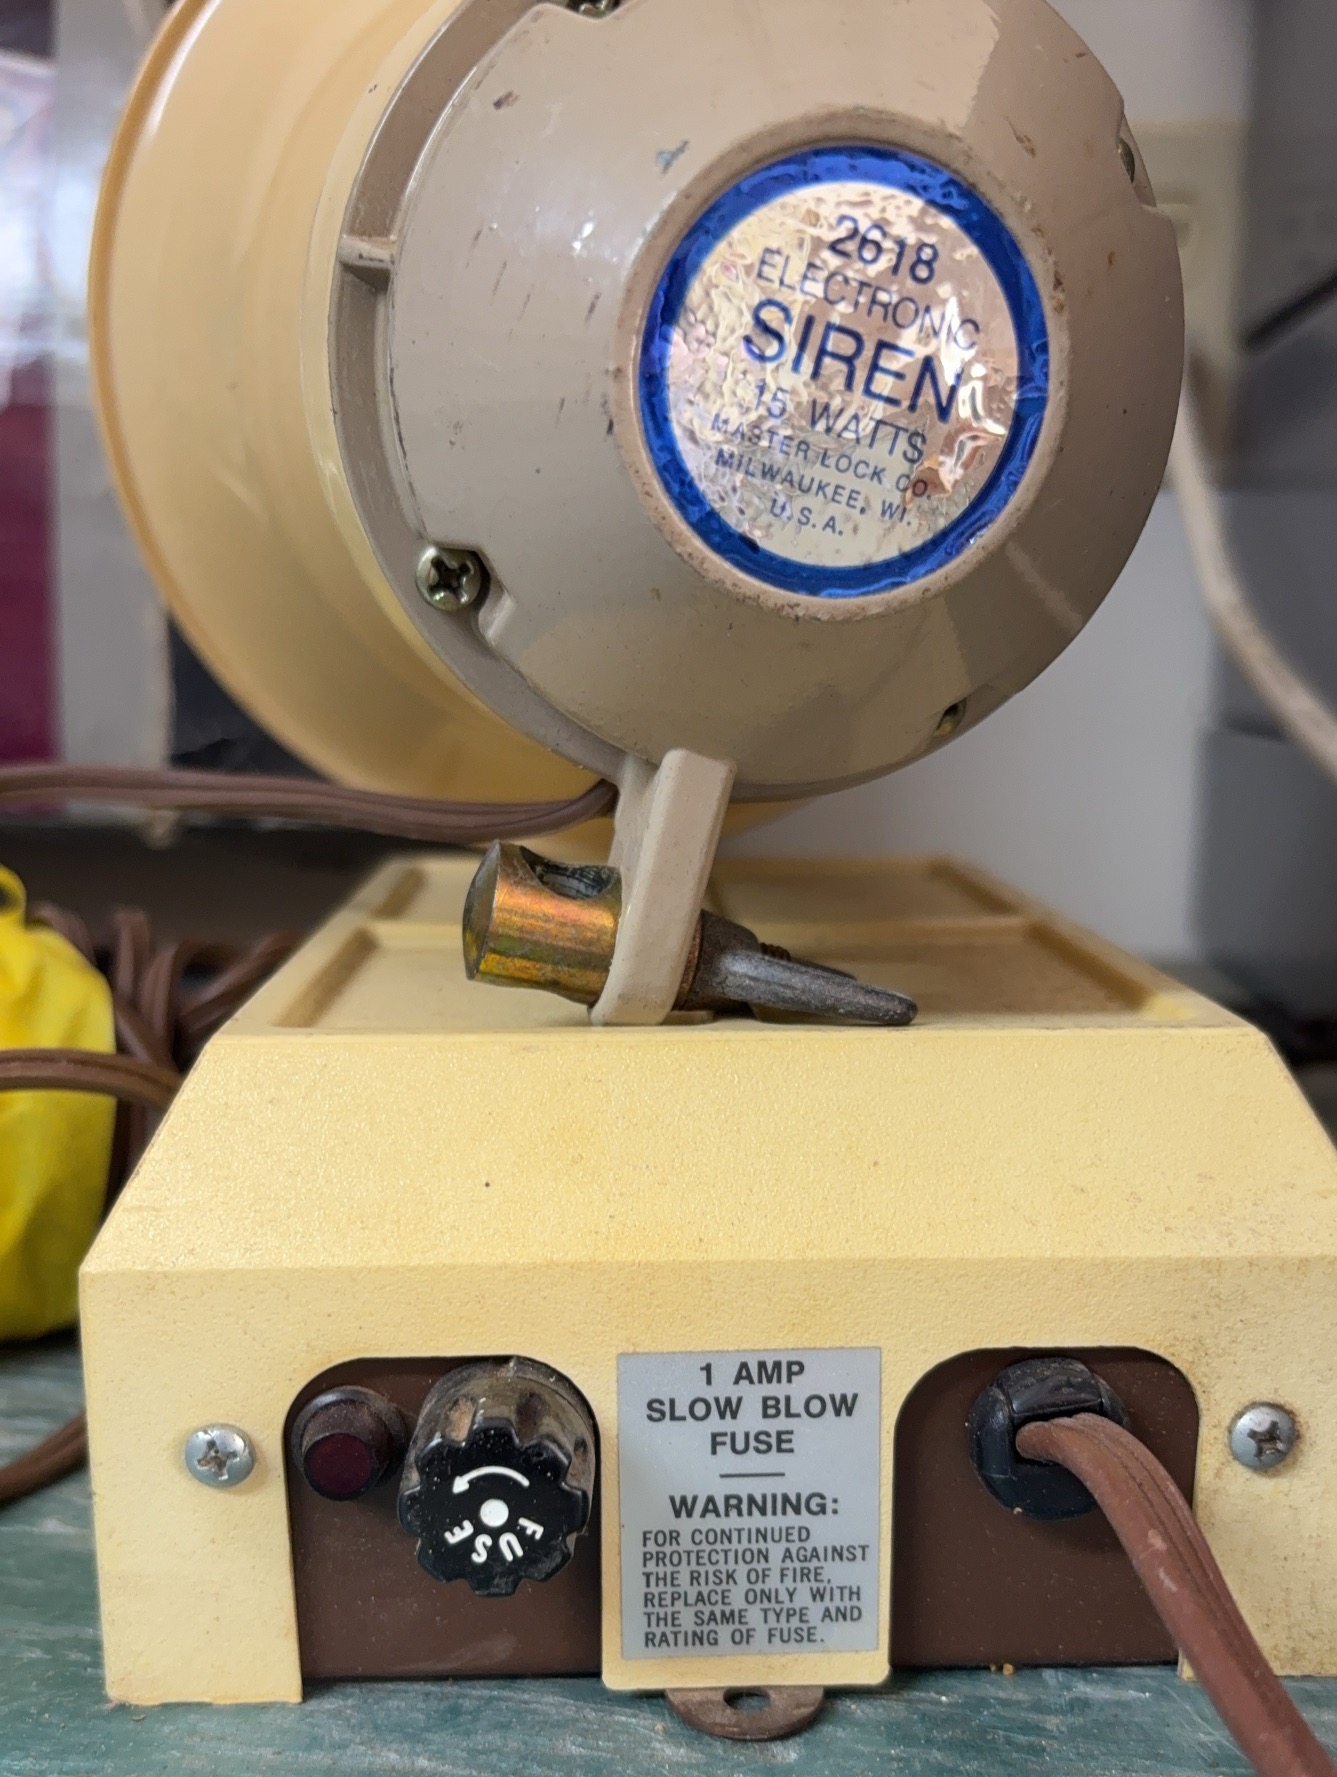 2618
ELECTRONIC
SIREN
15 WATTS
MASTER LOCK CO.
MILWAUKEE, WI.
U.S.A.
1 AMP
SLOW BLOW
FUSE
WARNING:
FOR CONTINUED
PROTECTION AGAINST
THE RISK OF FIRE,
REPLACE ONLY WITH
THE SAME TYPE AND
RATING OF FUSE.
FUSE